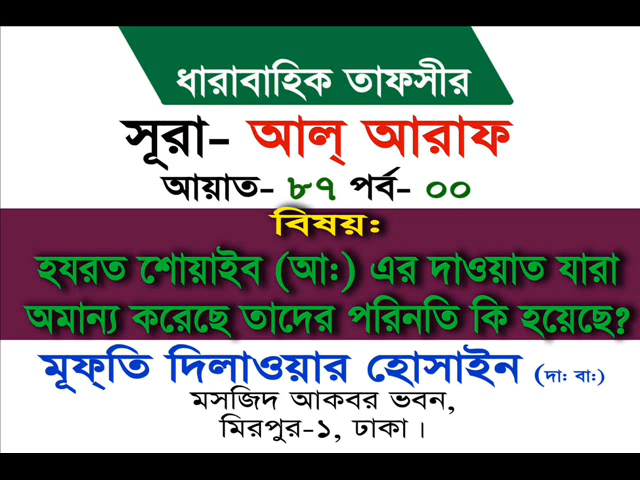 ধারাবাহিক তাফসীর
সূরা- আল্ আরাফ
আয়াত- ৮৭ পর্ব- ০০
বিষয়:
হযরত শোয়াইব (আ:) এর দাওয়াত যারা
অমান্য করেছে তাদের পরিনতি কি হয়েছে?
মূফ্তি দিলাওয়ার হোসাইন (দা: বা:)
মসজিদ আকবর ভবন,
মিরপুর-১, ঢাকা।